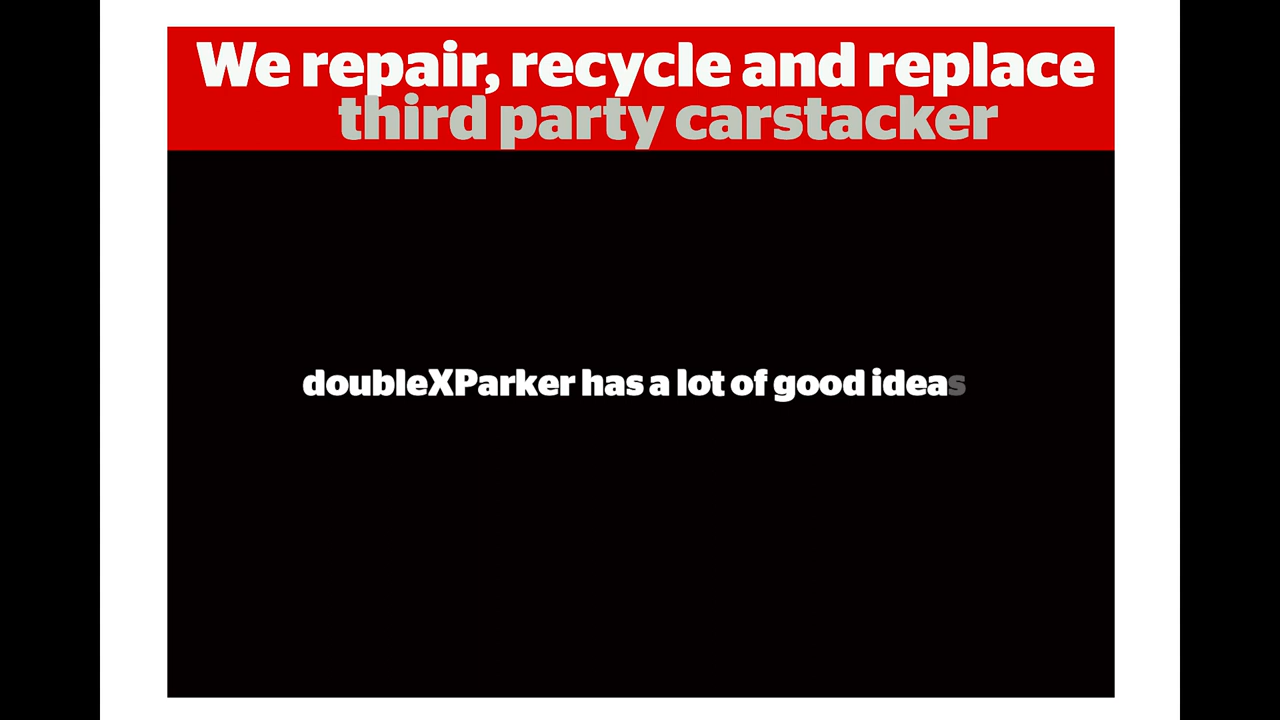 We repair, recycle and replace
third party carstacker
doubleXParker has a lot of good ideas